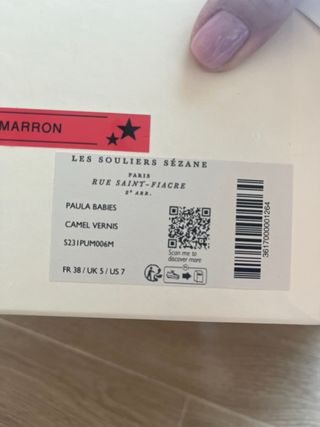 MARRON
LES SOULIERS SÉZANE
PARIS
RUE SAINT-FIACRE
2e ARR.
PAULA BABIES
CAMEL VERNIS
S231PUM006M
Scan me to
discover more
FR 38 / UK 5 / US 7
3617000001264